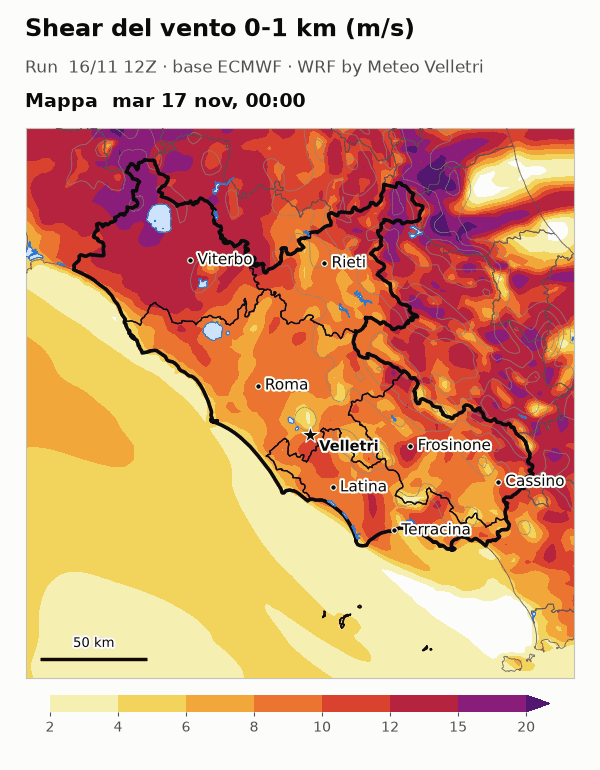 Shear del vento 0-1 km (m/s)
Run  16/11 12Z · base ECMWF · WRF by Meteo Velletri
Mappa  mar 17 nov, 00:00
Viterbo
Rieti
Roma
Velletri
Frosinone
Cassino
Latina
Terracina
50 km
2 4 6 8 10 12 15 20